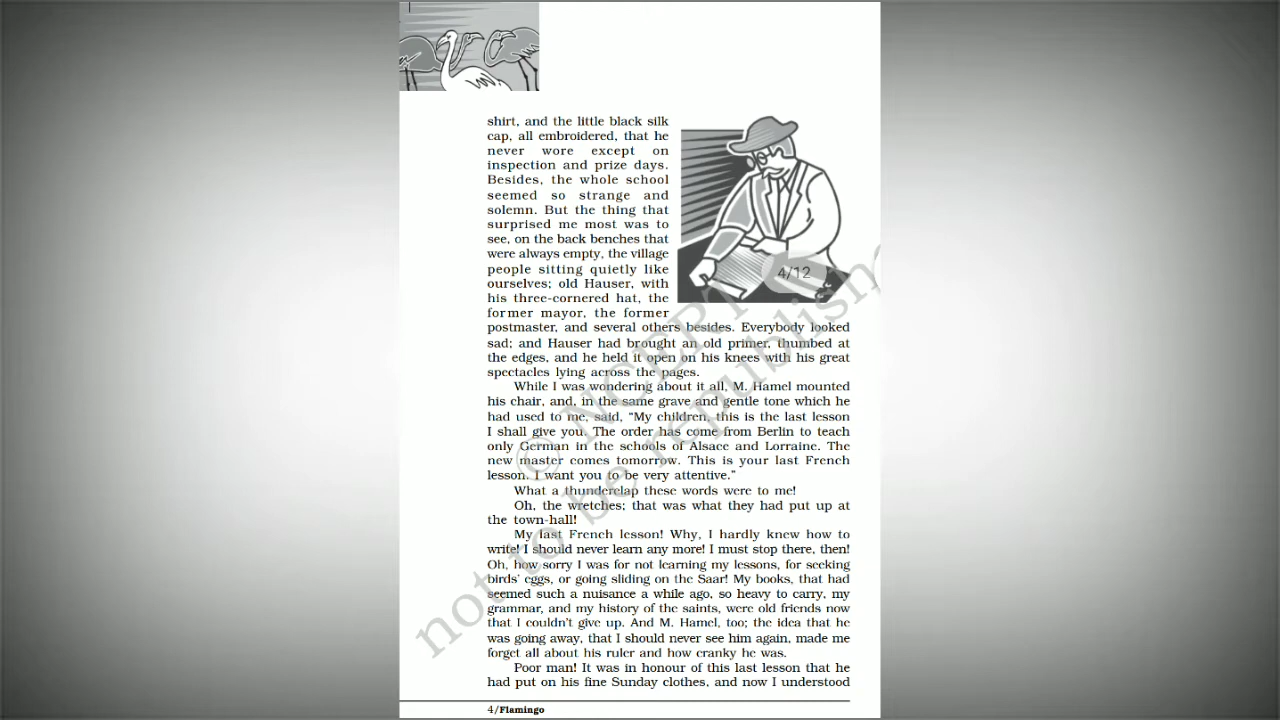 shirt, and the little black silk
cap, all embroidered, that he
never wore except on
inspection and prize days.
Besides, the whole school
seemed so strange and
solemn. But the thing that
surprised me most was to
see, on the back benches that
were always empty, the village
people sitting quietly like
ourselves; old Hauser, with
his three-cornered hat, the
former mayor, the former
postmaster, and several others besides. Everybody looked
sad; and Hauser had brought an old primer, thumbed at
the edges, and he held it open on his knees with his great
spectacles lying across the pages.
While I was wondering about it all, M. Hamel mounted
his chair, and, in the same grave and gentle tone which he
had used to me, said, “My children, this is the last lesson
I shall give you. The order has come from Berlin to teach
only German in the schools of Alsace and Lorraine. The
new master comes tomorrow. This is your last French
lesson. I want you to be very attentive.”
What a thunderclap these words were to me!
Oh, the wretches; that was what they had put up at
the town-hall!
My last French lesson! Why, I hardly knew how to
write! I should never learn any more! I must stop there, then!
Oh, how sorry I was for not learning my lessons, for seeking
birds’ eggs, or going sliding on the Saar! My books, that had
seemed such a nuisance a while ago, so heavy to carry, my
grammar, and my history of the saints, were old friends now
that I couldn’t give up. And M. Hamel, too; the idea that he
was going away, that I should never see him again, made me
forget all about his ruler and how cranky he was.
Poor man! It was in honour of this last lesson that he
had put on his fine Sunday clothes, and now I understood
4/Flamingo
4/12
© NCERT
not to be republished